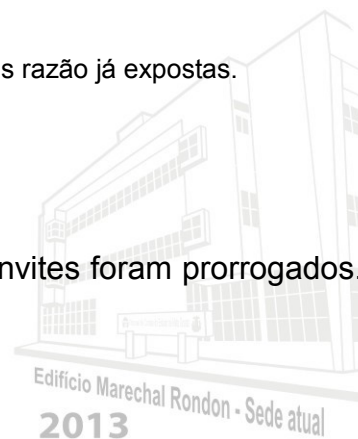 s razão já expostas.
nvites foram prorrogados.
Edifício Marechal Rondon - Sede atual
2013